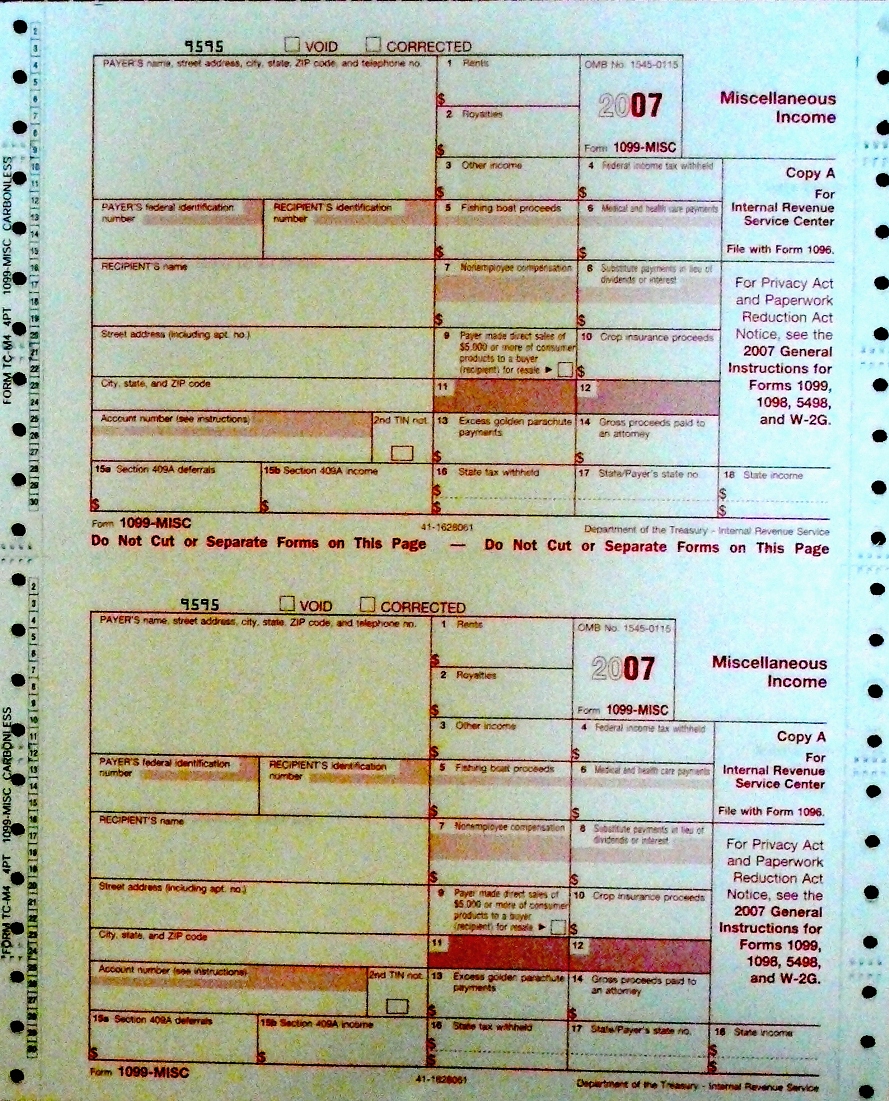 9595 VOID CORRECTED
PAYER'S name, street address, city, state, ZIP code, and telephone no.
1 Rents
$
OMB No. 1545-0115
2007
Form 1099-MISC
Miscellaneous
Income
2 Royalties
$
3 Other income
$
4 Federal income tax withheld
$
Copy A
For
Internal Revenue
Service Center
File with Form 1096.
PAYER'S federal identification
number
RECIPIENT'S identification
number
5 Fishing boat proceeds
$
6 Medical and health care payments
$
RECIPIENT'S name
7 Nonemployee compensation
$
8 Substitute payments in lieu of
dividends or interest
$
For Privacy Act
and Paperwork
Reduction Act
Notice, see the
2007 General
Instructions for
Forms 1099,
1098, 5498,
and W-2G.
Street address (including apt. no.)
9 Payer made direct sales of
$5,000 or more of consumer
products to a buyer
(recipient) for resale ►
10 Crop insurance proceeds
$
City, state, and ZIP code
11
12
Account number (see instructions)
2nd TIN not.
13 Excess golden parachute
payments
$
14 Gross proceeds paid to
an attorney
$
15a Section 409A deferrals
$
15b Section 409A income
$
16 State tax withheld
$
$
17 State/Payer's state no.
18 State income
$
$
Form 1099-MISC
41-1628061
Department of the Treasury - Internal Revenue Service
Do Not Cut or Separate Forms on This Page — Do Not Cut or Separate Forms on This Page
9595 VOID CORRECTED
PAYER'S name, street address, city, state, ZIP code, and telephone no.
1 Rents
$
OMB No. 1545-0115
2007
Form 1099-MISC
Miscellaneous
Income
2 Royalties
$
3 Other income
$
4 Federal income tax withheld
$
Copy A
For
Internal Revenue
Service Center
File with Form 1096.
PAYER'S federal identification
number
RECIPIENT'S identification
number
5 Fishing boat proceeds
$
6 Medical and health care payments
$
RECIPIENT'S name
7 Nonemployee compensation
$
8 Substitute payments in lieu of
dividends or interest
$
For Privacy Act
and Paperwork
Reduction Act
Notice, see the
2007 General
Instructions for
Forms 1099,
1098, 5498,
and W-2G.
Street address (including apt. no.)
9 Payer made direct sales of
$5,000 or more of consumer
products to a buyer
(recipient) for resale ►
10 Crop insurance proceeds
$
City, state, and ZIP code
11
12
Account number (see instructions)
2nd TIN not.
13 Excess golden parachute
payments
$
14 Gross proceeds paid to
an attorney
$
15a Section 409A deferrals
$
15b Section 409A income
$
16 State tax withheld
$
$
17 State/Payer's state no.
18 State income
$
$
Form 1099-MISC
41-1628061
Department of the Treasury - Internal Revenue Service
FORM TC-M4 4PT 1099-MISC CARBONLESS
FORM TC-M4 4PT 1099-MISC CARBONLESS